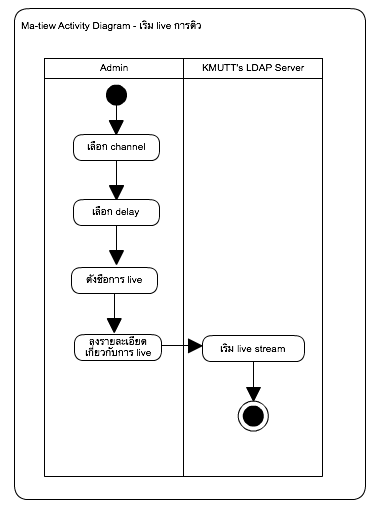 Ma-tiew Activity Diagram - เริ่ม live การติว
Admin
KMUTT's LDAP Server
เลือก channel
เลือก delay
ตั้งชื่อการ live
ลงรายละเอียด
เกี่ยวกับการ live
เริ่ม live stream